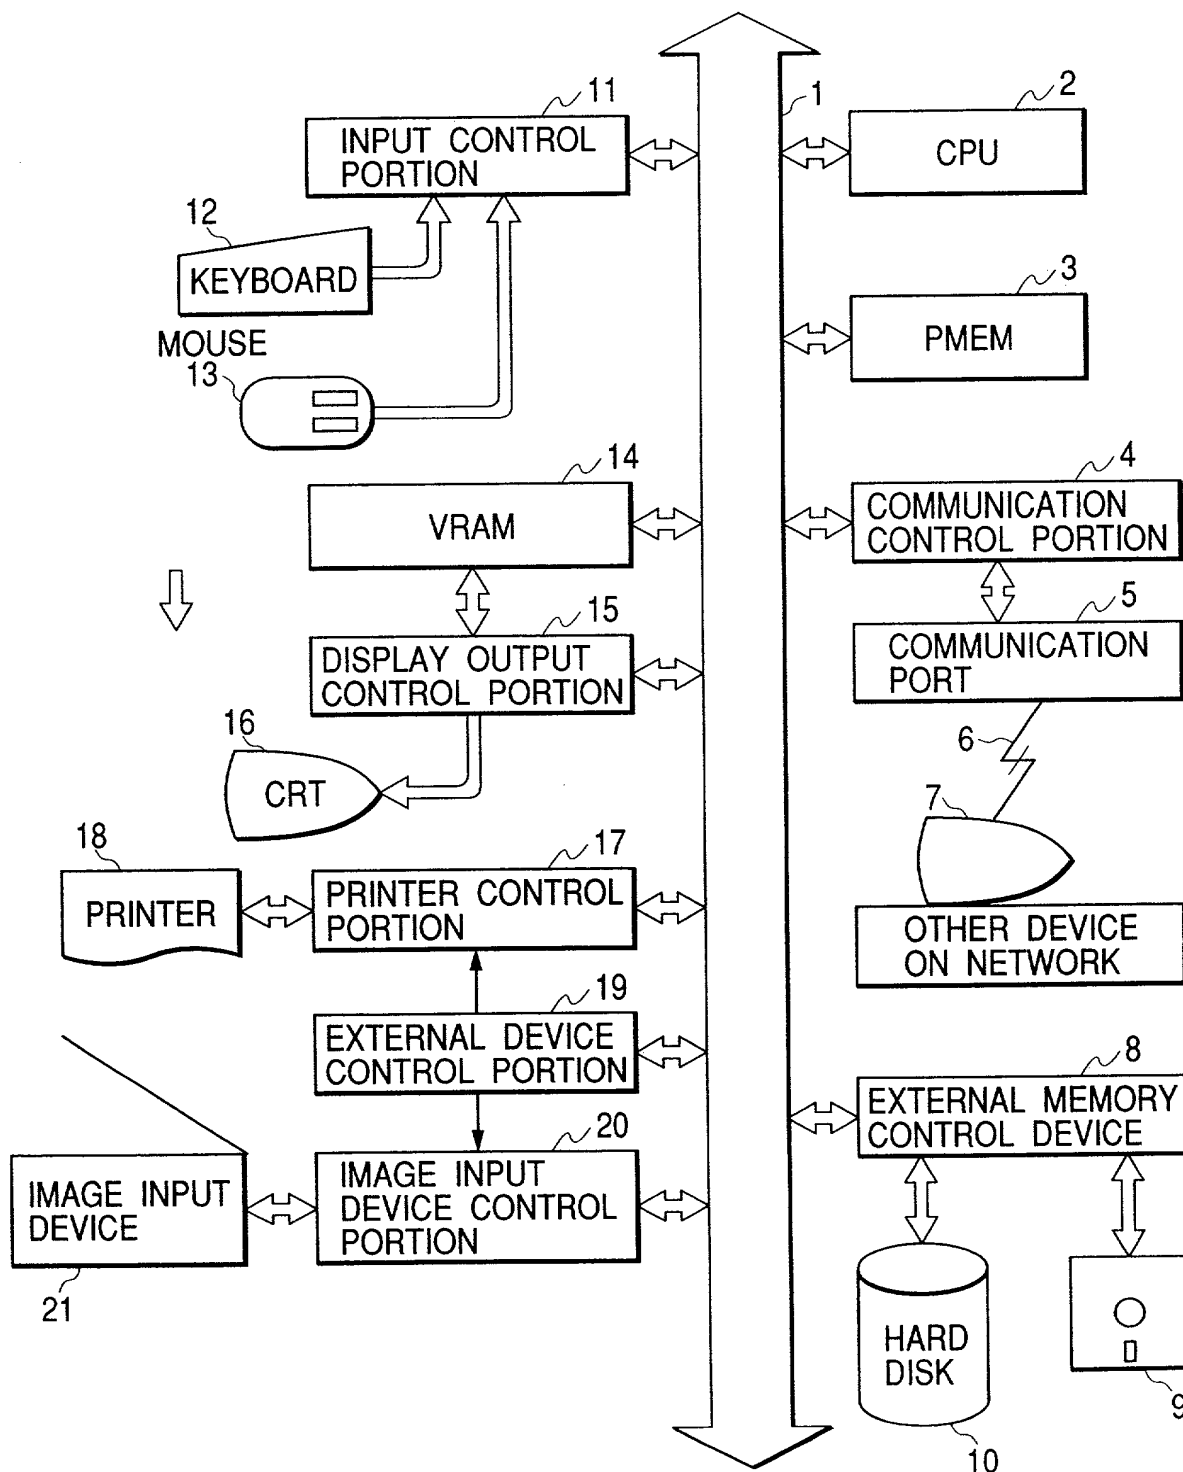 11
INPUT CONTROL
PORTION
12
KEYBOARD
MOUSE
13
14
VRAM
15
DISPLAY OUTPUT
CONTROL PORTION
16
CRT
17
PRINTER CONTROL
PORTION
18
PRINTER
19
EXTERNAL DEVICE
CONTROL PORTION
20
IMAGE INPUT
DEVICE CONTROL
PORTION
IMAGE INPUT
DEVICE
21
1
2
CPU
3
PMEM
4
COMMUNICATION
CONTROL PORTION
5
COMMUNICATION
PORT
6
7
OTHER DEVICE
ON NETWORK
8
EXTERNAL MEMORY
CONTROL DEVICE
HARD
DISK
10
9